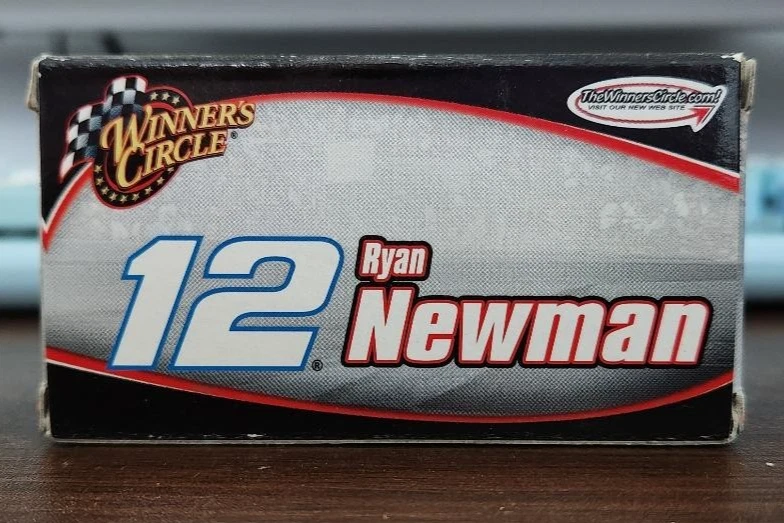 WINNER'S
CIRCLE®
TheWinnersCircle.com!
VISIT OUR NEW WEB SITE
12®
Ryan
Newman